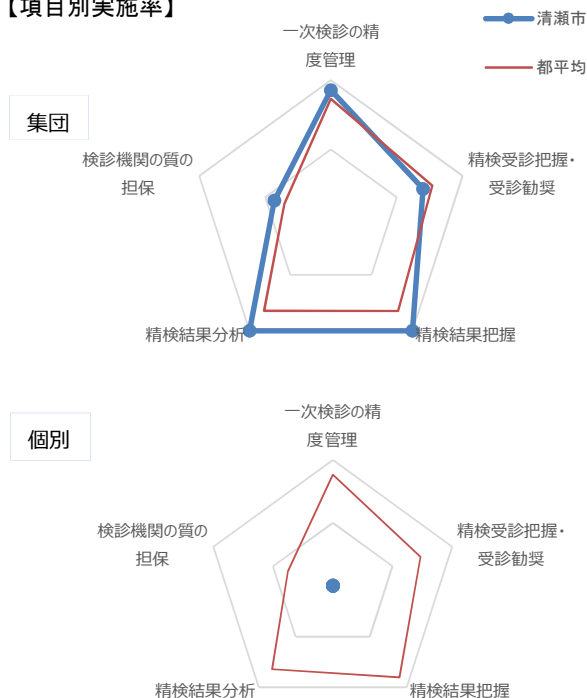 【項目別実施率】
清瀬市
都平均
集団
一次検診の精
度管理
検診機関の質の
担保
精検受診把握・
受診勧奨
精検結果分析
精検結果把握
個別
一次検診の精
度管理
検診機関の質の
担保
精検受診把握・
受診勧奨
精検結果分析
精検結果把握